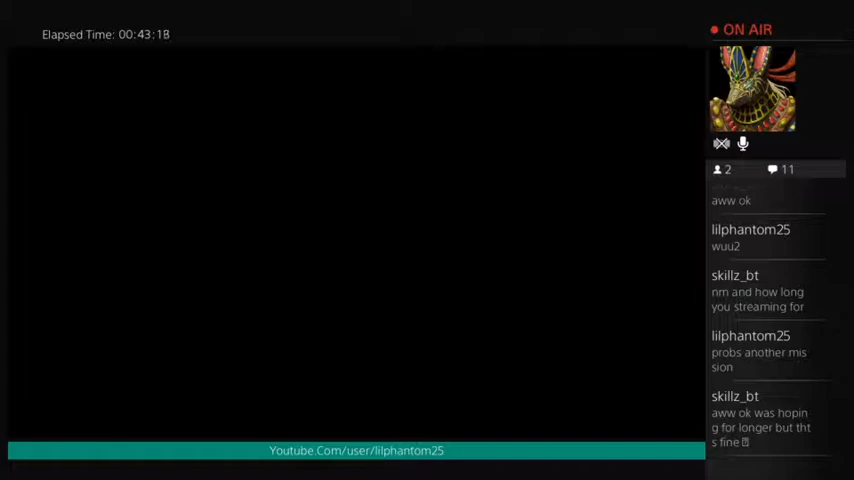 Elapsed Time: 00:43:18
ON AIR
2
11
aww ok
lilphantom25
wuu2
skillz_bt
nm and how long
you streaming for
lilphantom25
probs another mis
sion
skillz_bt
aww ok was hopin
g for longer but tht
s fine
Youtube.Com/user/lilphantom25